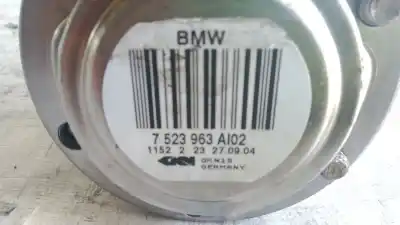 BMW
7 523 963 AI02
1152 2 23 27.09.04
GKN
GERMANY